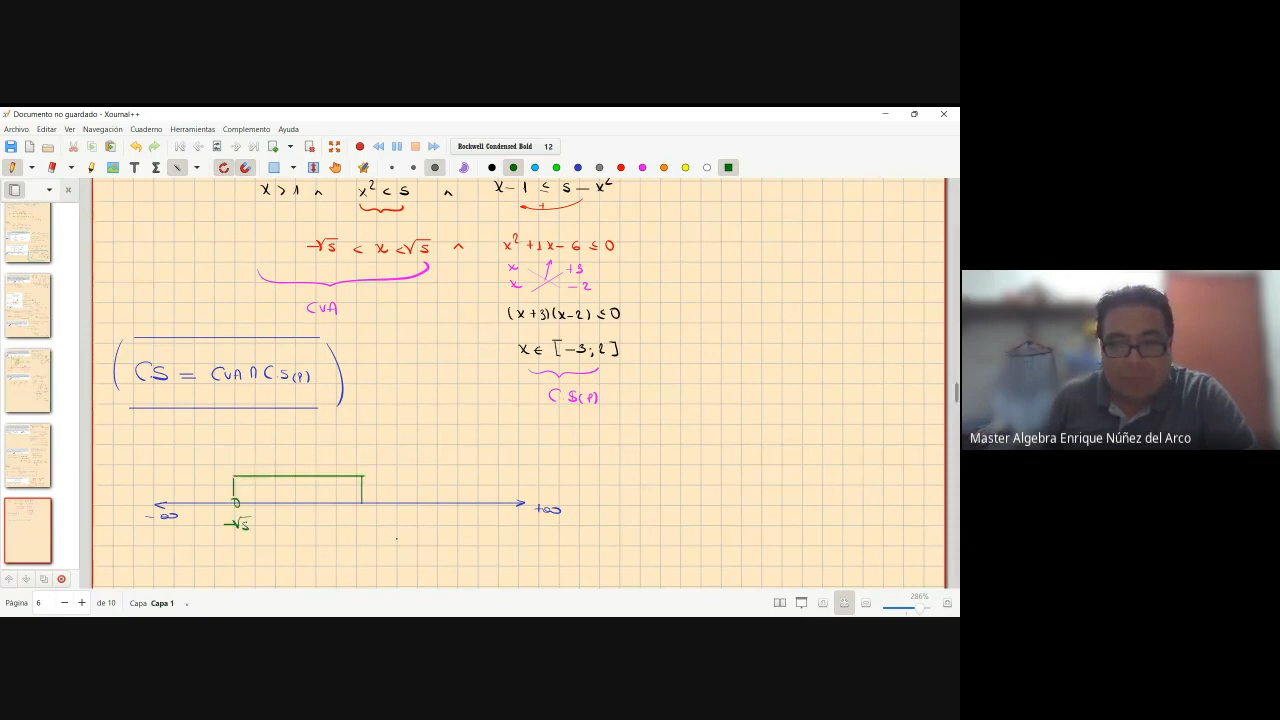 Documento no guardado - Xournal++
Archivo Editar Ver Navegación Cuaderno Herramientas Complemento Ayuda
Rockwell Condensed Bold 12
x > 1 ∧ x² < 5 ∧ x-1 ≤ 5-x²
+
-√5 < x < √5 ∧ x² + 1x - 6 ≤ 0
x +3
x -2
CVA
(x+3)(x-2) ≤ 0
x ∈ [-3; 2]
CS = CVA ∩ C.S(P)
C.S(P)
-∞ +∞
-√5
Master Algebra Enrique Núñez del Arco
Página 6 de 10 Capa Capa 1
286%